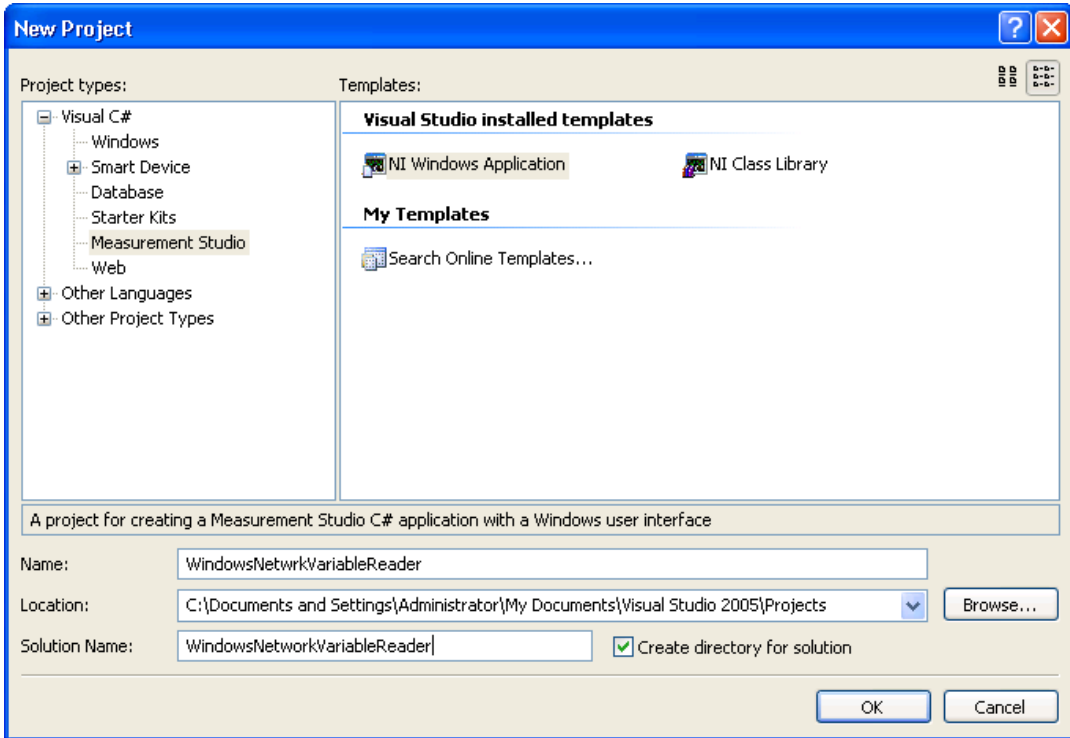 New Project
Project types:
Templates:
Visual C#
Windows
Smart Device
Database
Starter Kits
Measurement Studio
Web
Other Languages
Other Project Types
Visual Studio installed templates
NI Windows Application
NI Class Library
My Templates
Search Online Templates...
A project for creating a Measurement Studio C# application with a Windows user interface
Name:
WindowsNetwrkVariableReader
Location:
C:\Documents and Settings\Administrator\My Documents\Visual Studio 2005\Projects
Browse...
Solution Name:
WindowsNetworkVariableReader
Create directory for solution
OK
Cancel